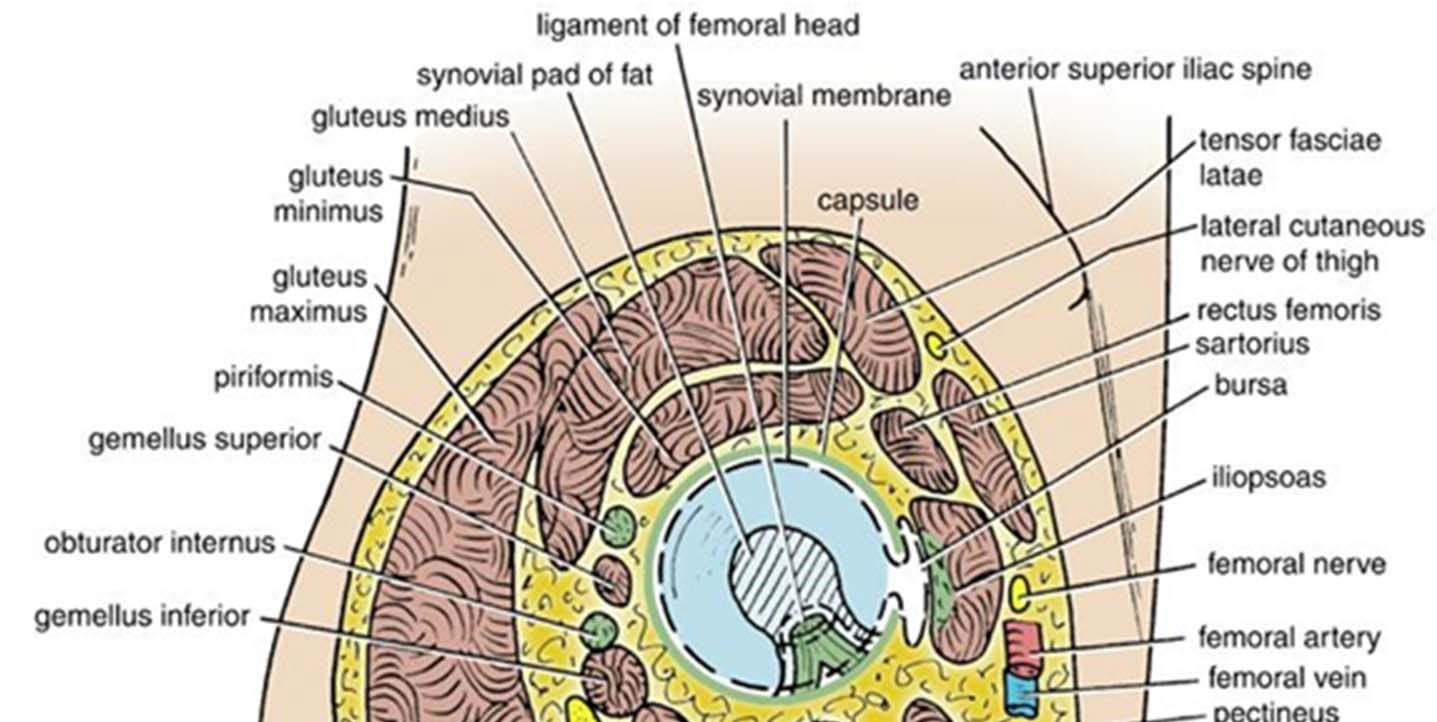 ligament of femoral head
synovial pad of fat
anterior superior iliac spine
synovial membrane
gluteus medius
tensor fasciae
latae
gluteus
minimus
capsule
lateral cutaneous
nerve of thigh
gluteus
maximus
rectus femoris
sartorius
piriformis
bursa
gemellus superior
iliopsoas
obturator internus
femoral nerve
gemellus inferior
femoral artery
femoral vein
pectineus